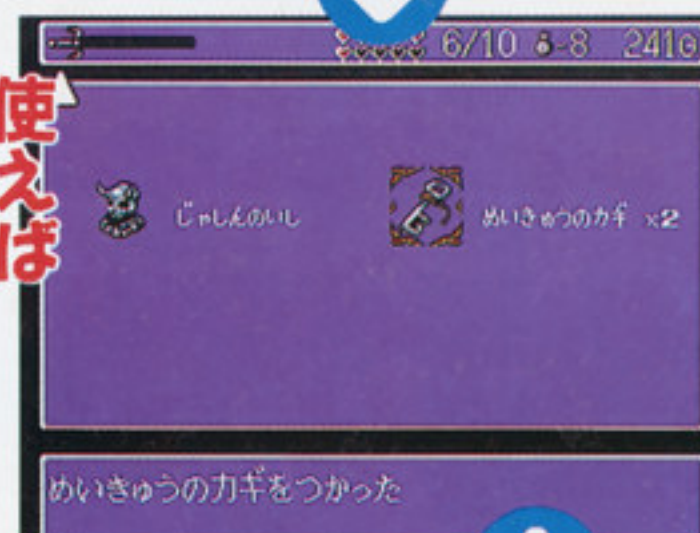 6/10 -8 241G
使えば
じゃしんのいし
めいきゅうのカギ ×2
めいきゅうのカギをつかった